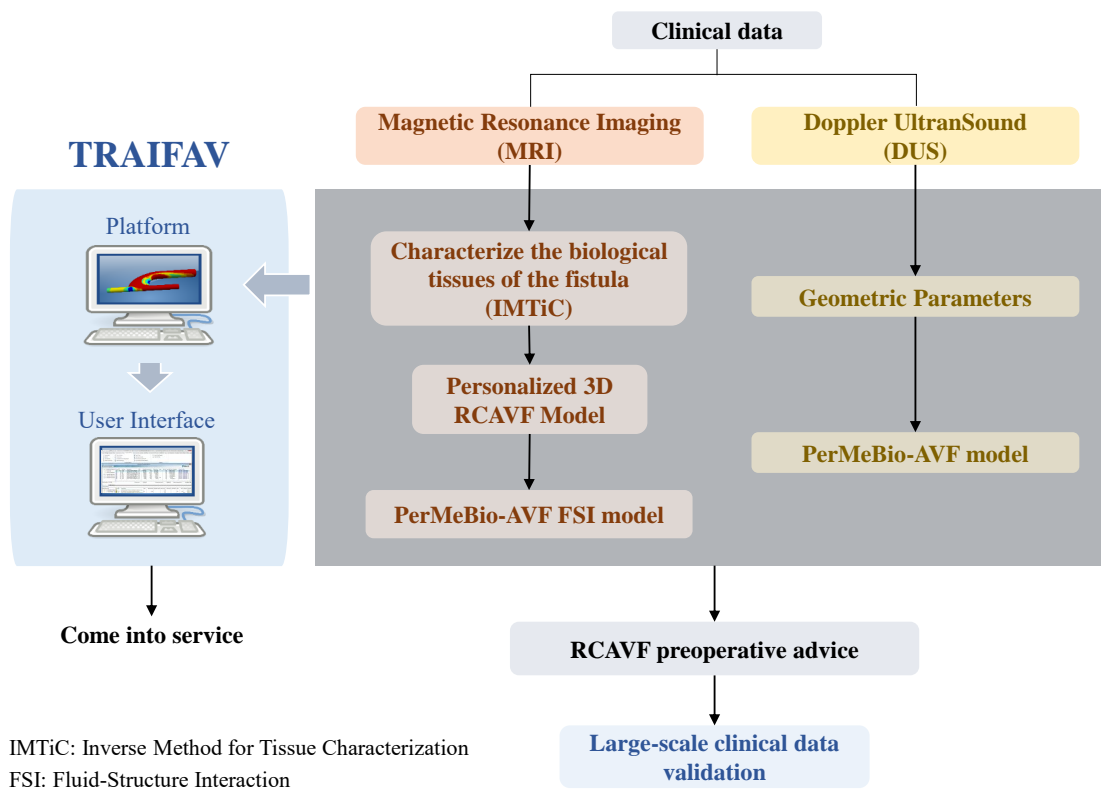 Clinical data
Magnetic Resonance Imaging
(MRI)
Doppler UltranSound
(DUS)
TRAIFAV
Platform
User Interface
Come into service
Characterize the biological
tissues of the fistula
(IMTiC)
Personalized 3D
RCAVF Model
PerMeBio-AVF FSI model
Geometric Parameters
PerMeBio-AVF model
RCAVF preoperative advice
Large-scale clinical data
validation
IMTiC: Inverse Method for Tissue Characterization
FSI: Fluid-Structure Interaction